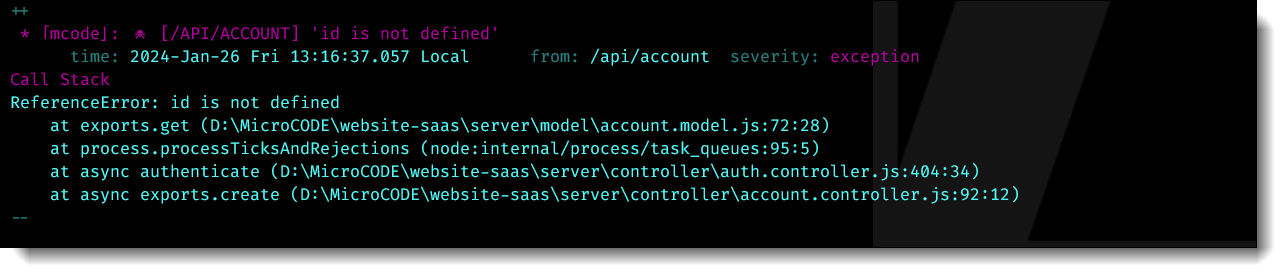 ++
* ⌈mcode⌋: ☠ [/API/ACCOUNT] 'id is not defined'
time: 2024-Jan-26 Fri 13:16:37.057 Local from: /api/account severity: exception
Call Stack
ReferenceError: id is not defined
at exports.get (D:\MicroCODE\website-saas\server\model\account.model.js:72:28)
at process.processTicksAndRejections (node:internal/process/task_queues:95:5)
at async authenticate (D:\MicroCODE\website-saas\server\controller\auth.controller.js:404:34)
at async exports.create (D:\MicroCODE\website-saas\server\controller\account.controller.js:92:12)
--